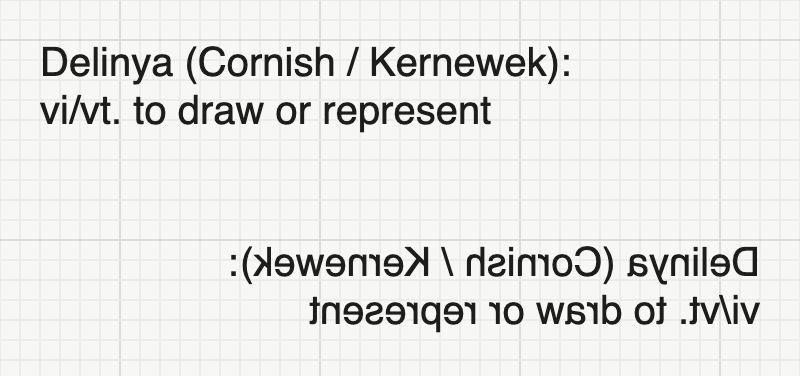 Delinya (Cornish / Kernewek):
vi/vt. to draw or represent
Delinya (Cornish / Kernewek):
vi/vt. to draw or represent